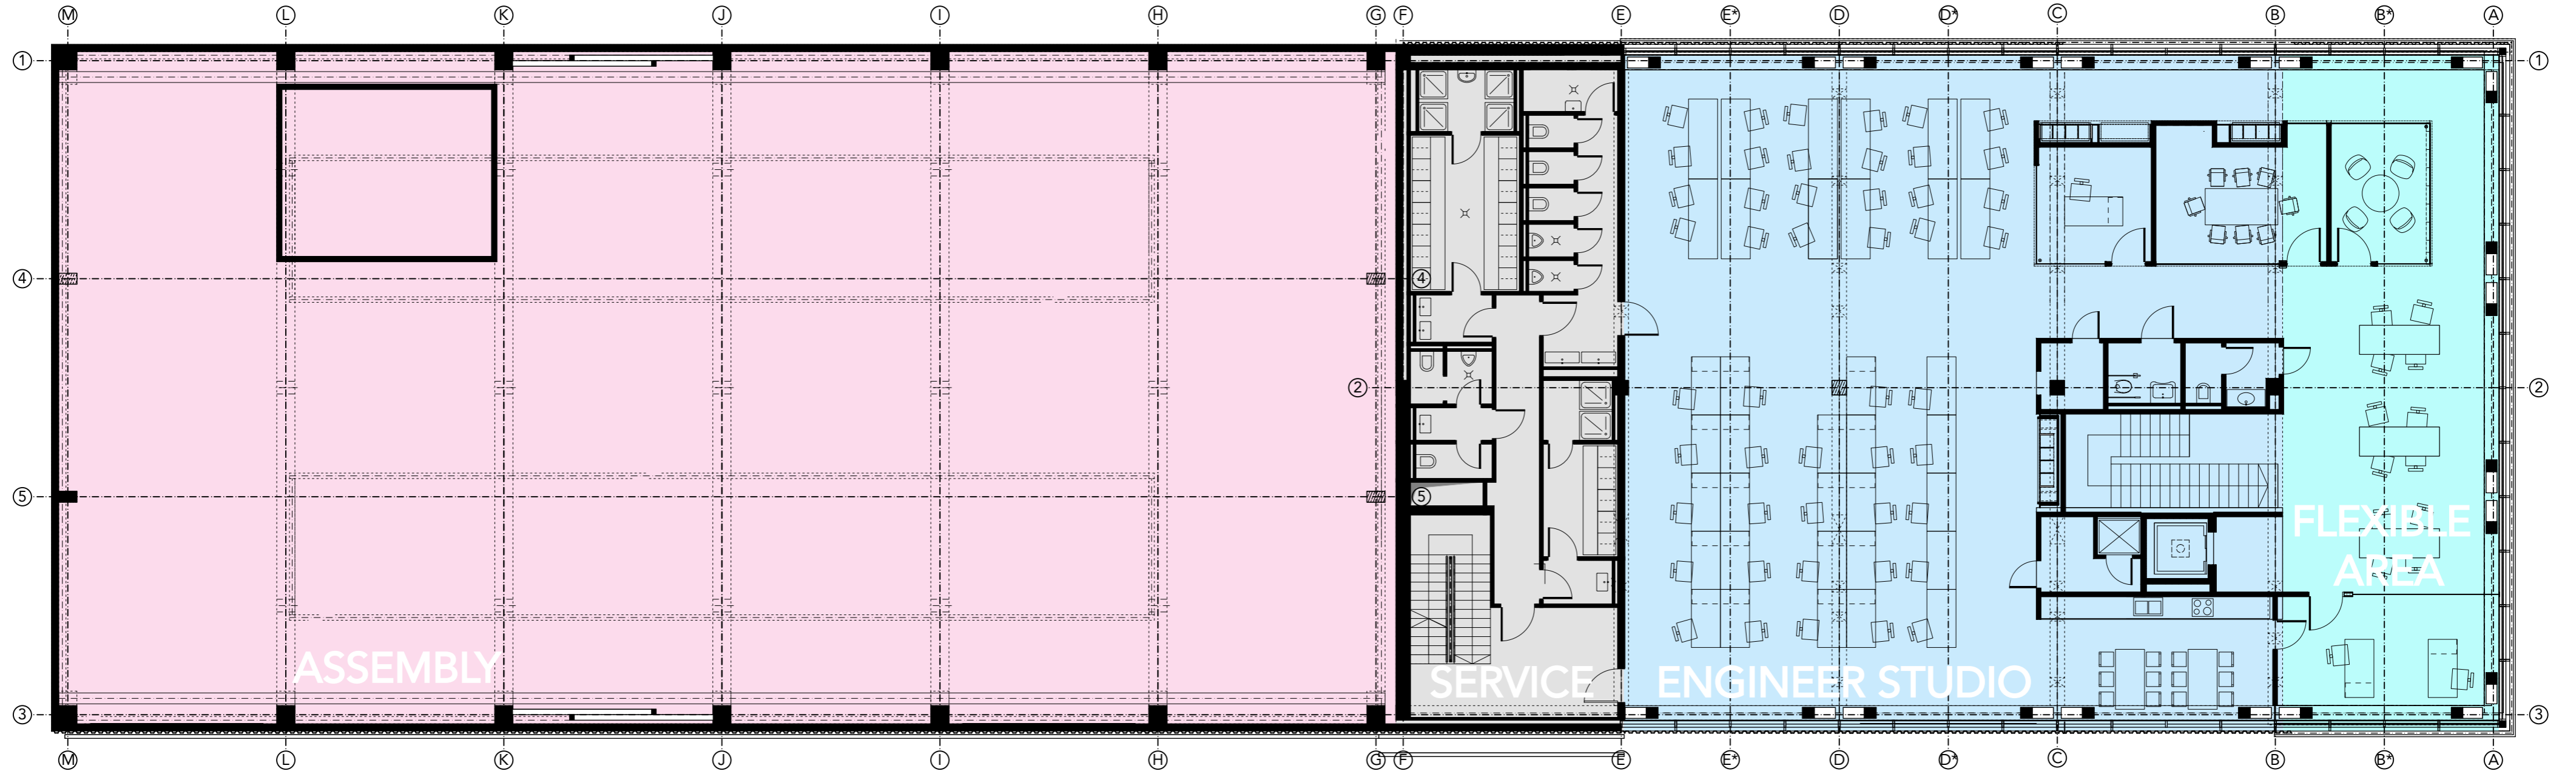 M L K J I H G F E E* D D* C B B* A
1 1
4 4
2 2
5 5
FLEXIBLE
AREA
ASSEMBLY SERVICE ENGINEER STUDIO
3 3
M L K J I H G F E E* D D* C B B* A